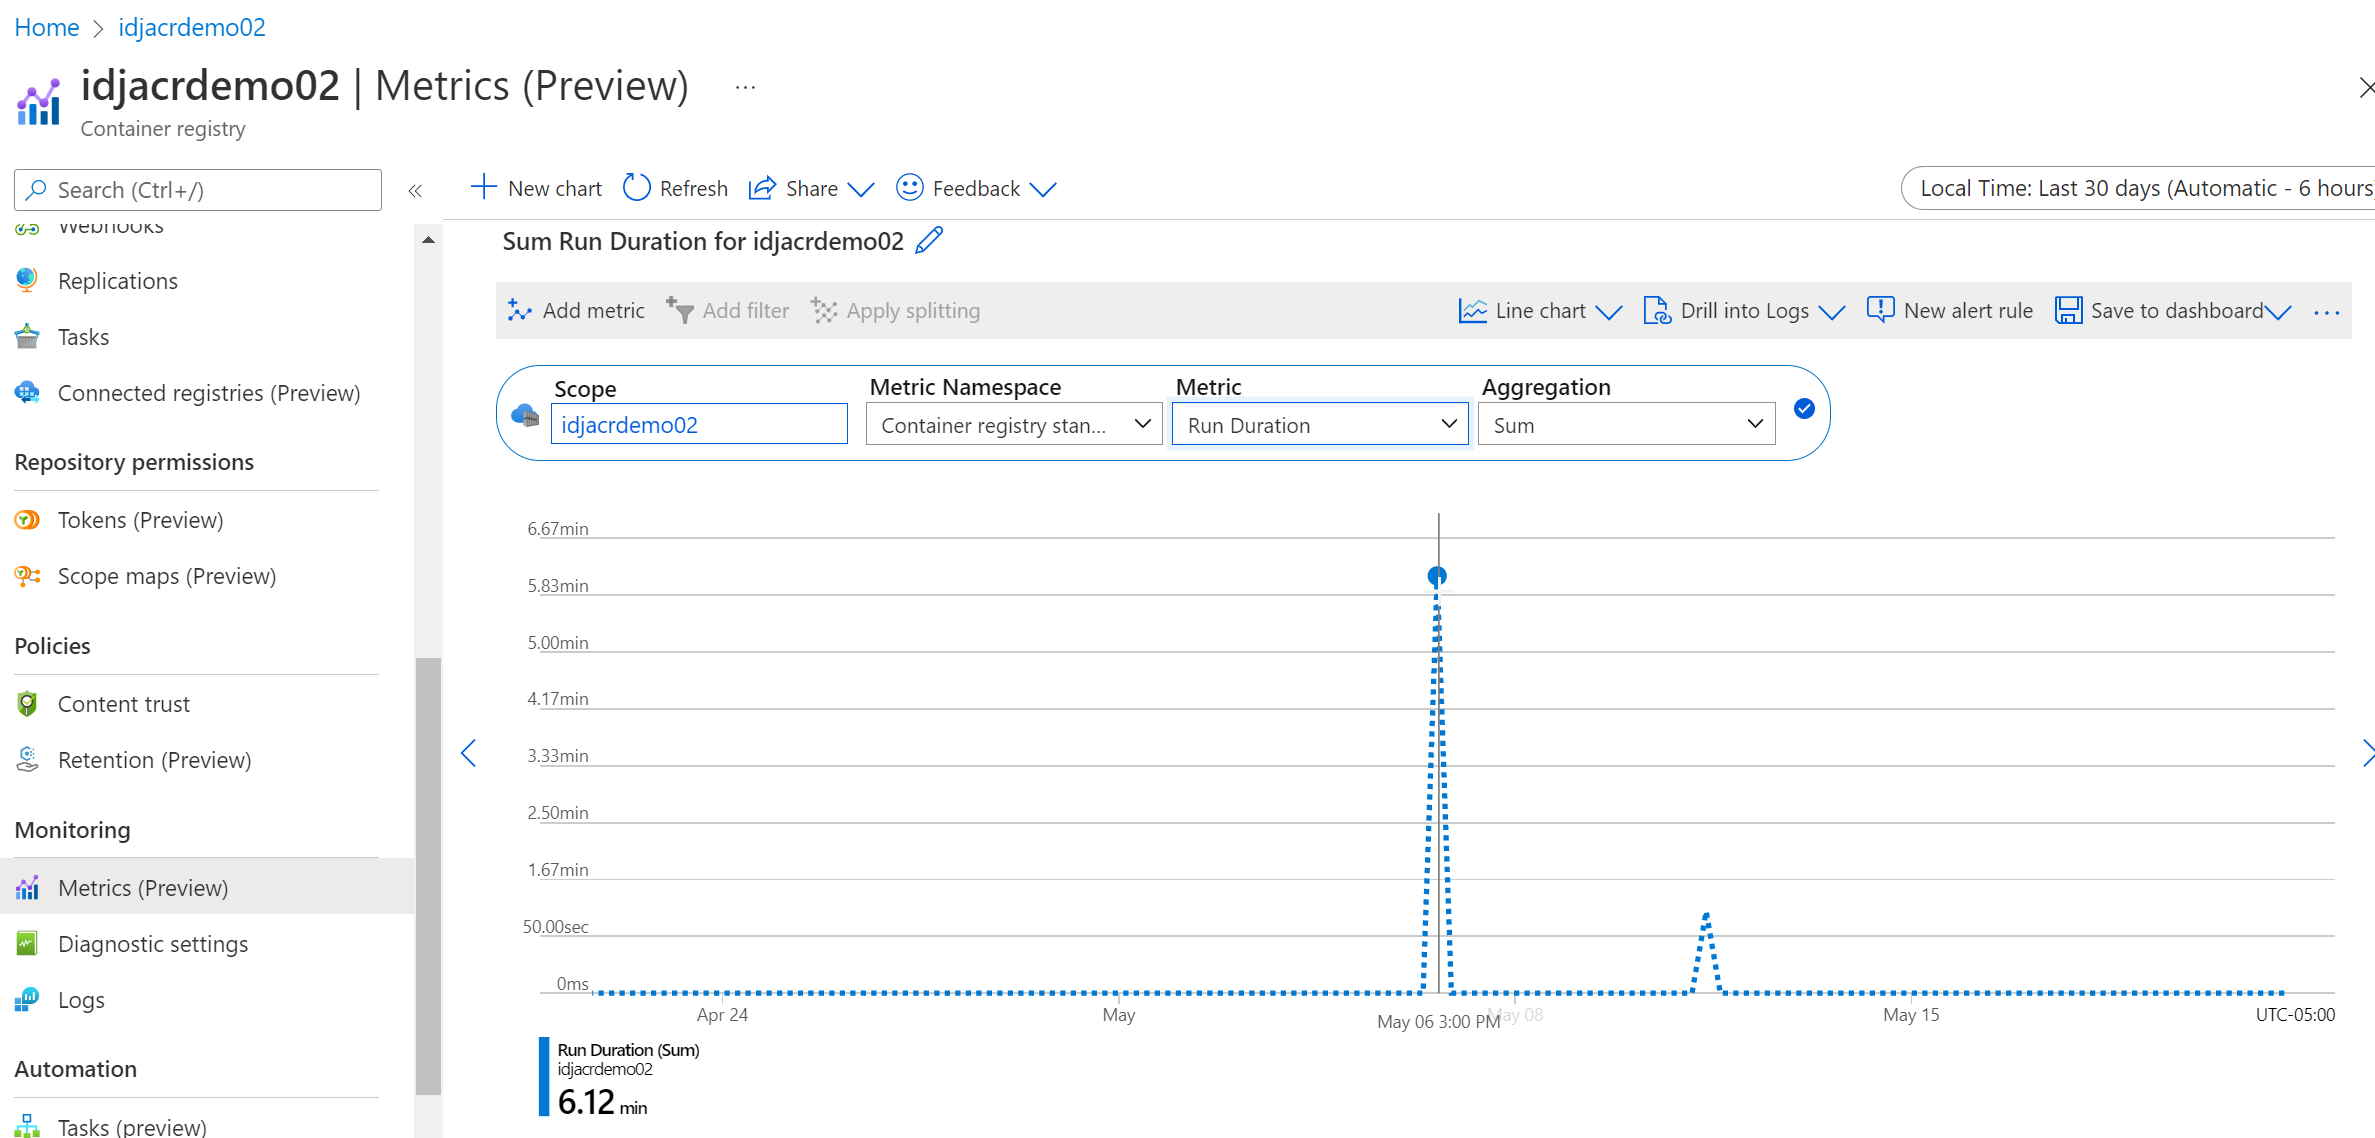 Home > idjacrdemo02
idjacrdemo02 | Metrics (Preview) ...
Container registry
Search (Ctrl+/)
«
Webhooks
Replications
Tasks
Connected registries (Preview)
Repository permissions
Tokens (Preview)
Scope maps (Preview)
Policies
Content trust
Retention (Preview)
Monitoring
Metrics (Preview)
Diagnostic settings
Logs
Automation
Tasks (preview)
New chart Refresh Share Feedback
Local Time: Last 30 days (Automatic - 6 hours
Sum Run Duration for idjacrdemo02
Add metric Add filter Apply splitting Line chart Drill into Logs New alert rule Save to dashboard ...
Scope Metric Namespace Metric Aggregation
idjacrdemo02 Container registry stan... Run Duration Sum
6.67min
5.83min
5.00min
4.17min
3.33min
2.50min
1.67min
50.00sec
0ms
Apr 24 May May 06 3:00 PM May 08 May 15 UTC-05:00
Run Duration (Sum)
idjacrdemo02
6.12 min